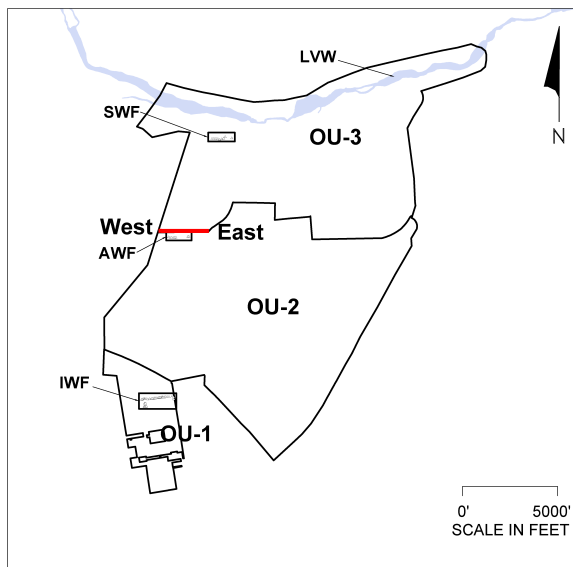 LVW
SWF
OU-3
N
West
East
AWF
OU-2
IWF
OU-1
0' 5000'
SCALE IN FEET